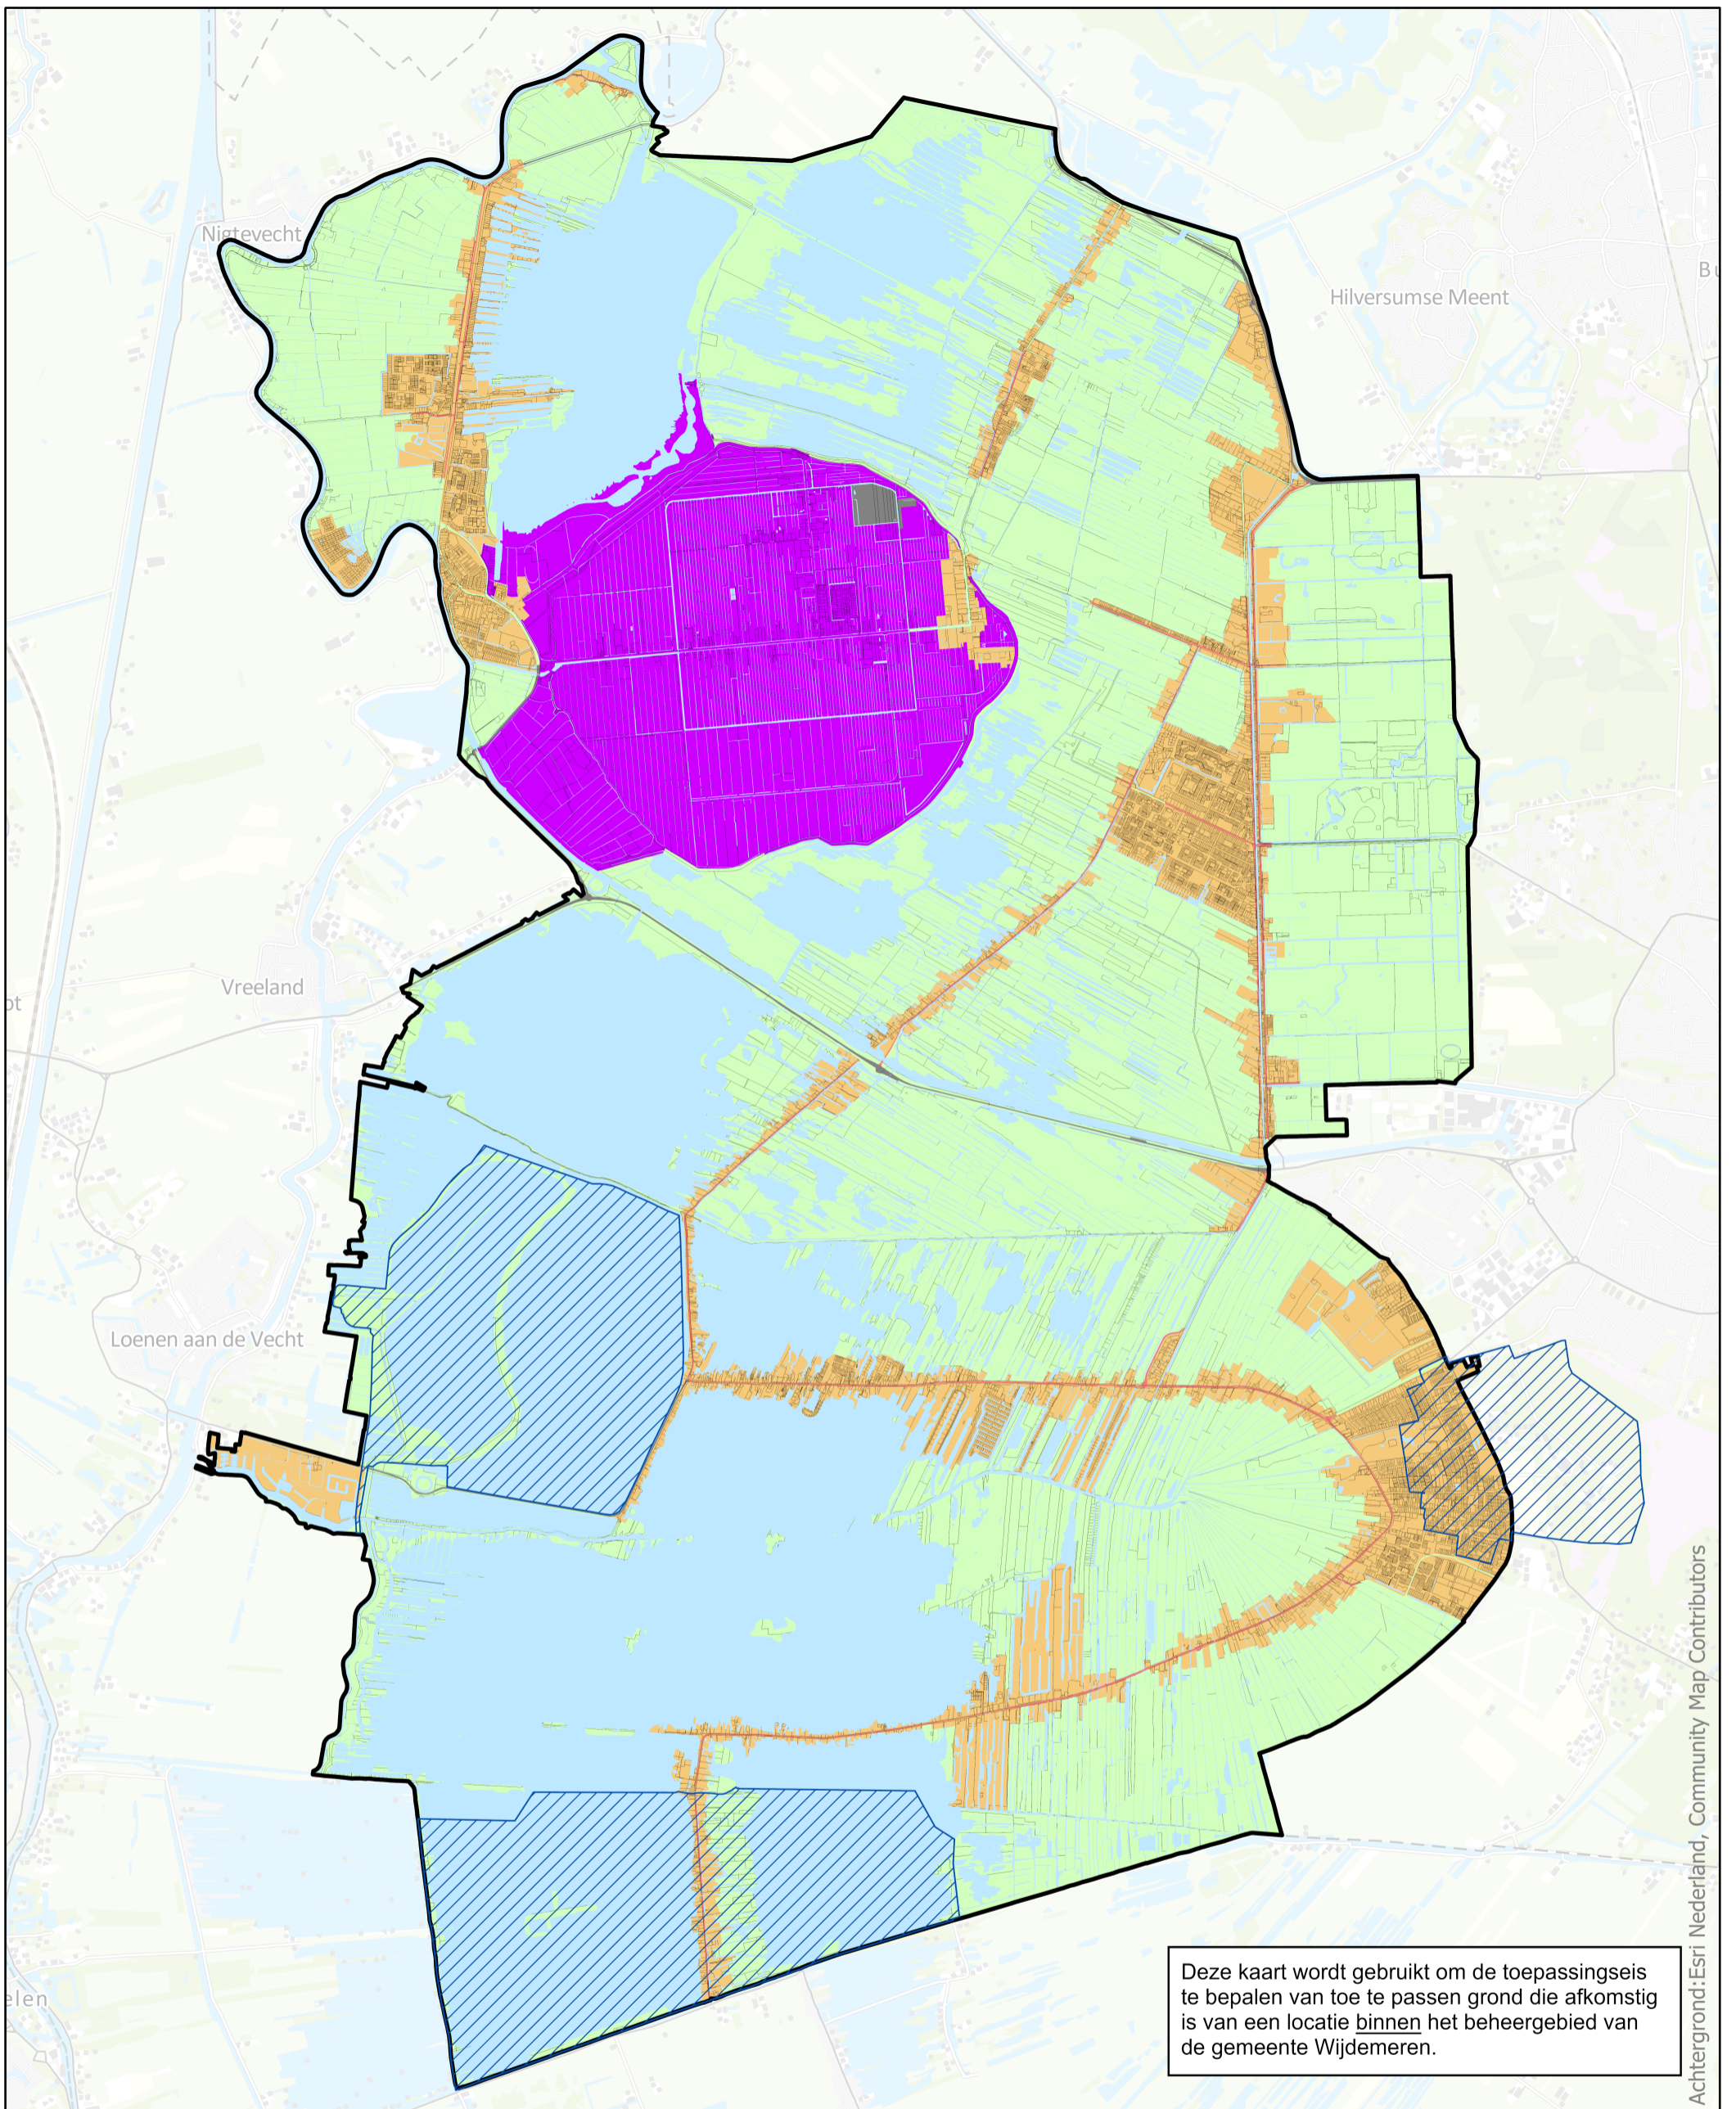 Nigtevecht
Hilversumse Meent
Bu
Vreeland
Loenen aan de Vecht
elen
Deze kaart wordt gebruikt om de toepassingseis
te bepalen van toe te passen grond die afkomstig
is van een locatie binnen het beheergebied van
de gemeente Wijdemeren.
Achtergrond:Esri Nederland, Community Map Contributors